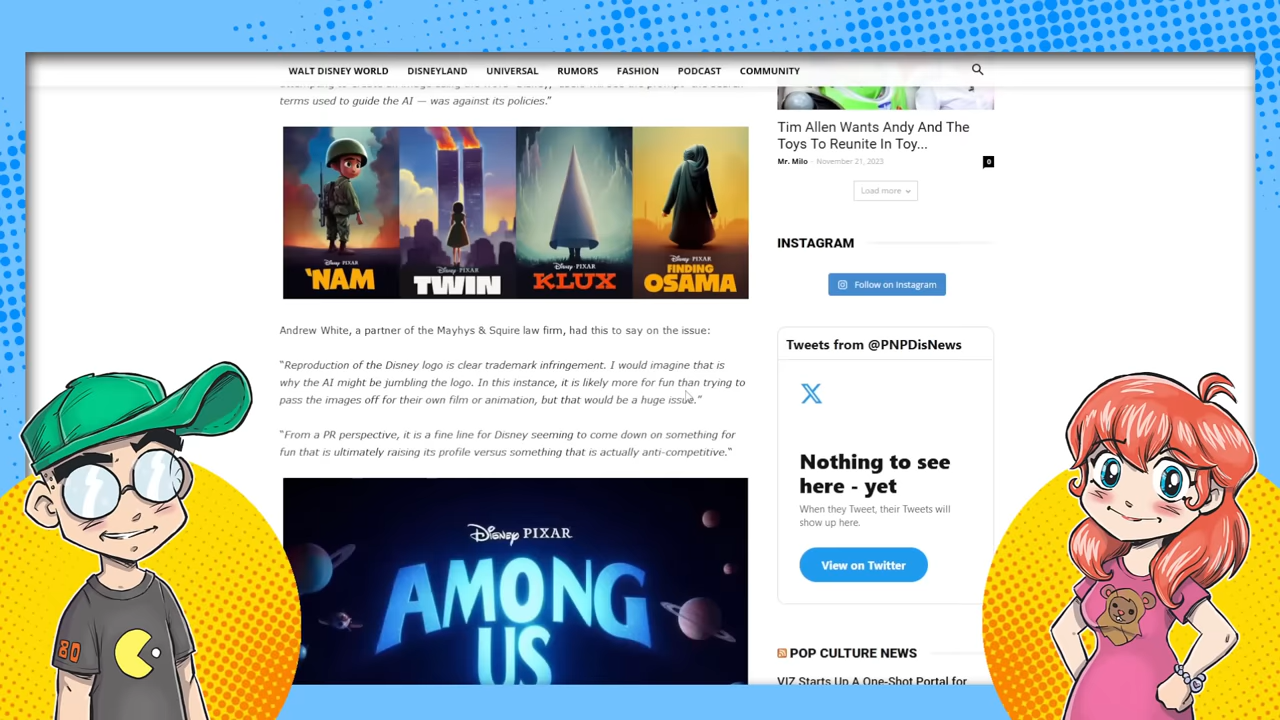 WALT DISNEY WORLD DISNEYLAND UNIVERSAL RUMORS FASHION PODCAST COMMUNITY
terms used to guide the AI — was against its policies."
Disney · PIXAR
'NAM
Disney · PIXAR
TWIN
Disney · PIXAR
KLUX
Disney · PIXAR
FINDING
OSAMA
Andrew White, a partner of the Mayhys & Squire law firm, had this to say on the issue:
"Reproduction of the Disney logo is clear trademark infringement. I would imagine that is
why the AI might be jumbling the logo. In this instance, it is likely more for fun than trying to
pass the images off for their own film or animation, but that would be a huge issue."
"From a PR perspective, it is a fine line for Disney seeming to come down on something for
fun that is ultimately raising its profile versus something that is actually anti-competitive."
Disney PIXAR
AMONG
US
Tim Allen Wants Andy And The
Toys To Reunite In Toy...
Mr. Milo - November 21, 2023 0
Load more
INSTAGRAM
Follow on Instagram
Tweets from @PNPDisNews
Nothing to see
here - yet
When they Tweet, their Tweets will
show up here.
View on Twitter
POP CULTURE NEWS
VIZ Starts Up A One-Shot Portal for
80